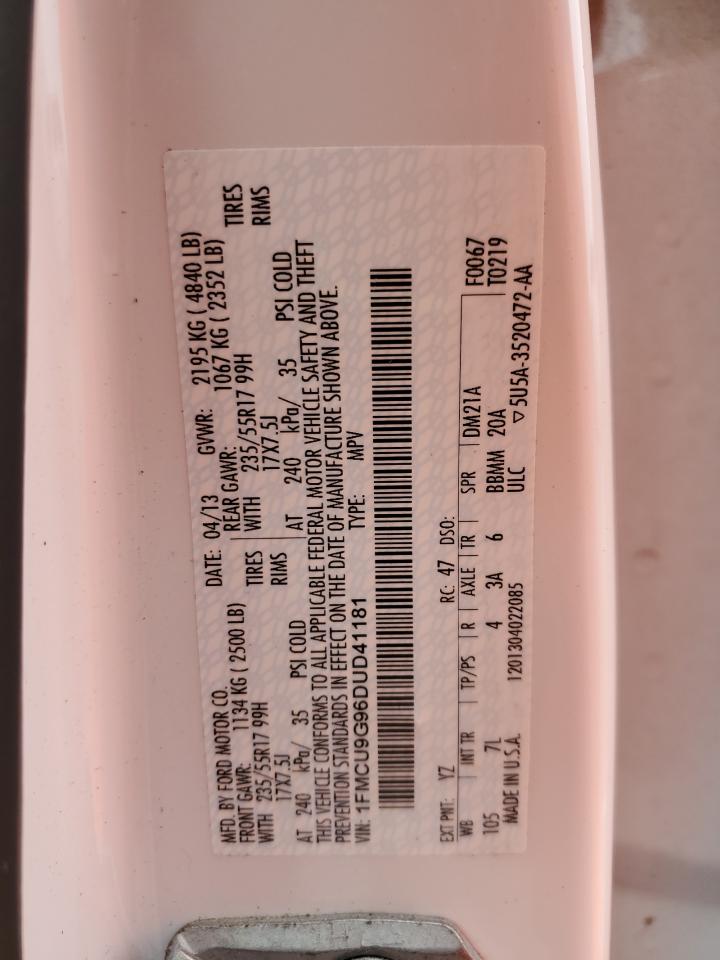 MFD. BY FORD MOTOR CO.
DATE: 04/13 GVWR: 2195 KG ( 4840 LB)
FRONT GAWR: 1134 KG ( 2500 LB) REAR GAWR: 1067 KG ( 2352 LB)
WITH 235/55R17 99H TIRES WITH 235/55R17 99H TIRES
17X7.5J RIMS 17X7.5J RIMS
AT 240 kPa/ 35 PSI COLD AT 240 kPa/ 35 PSI COLD
THIS VEHICLE CONFORMS TO ALL APPLICABLE FEDERAL MOTOR VEHICLE SAFETY AND THEFT
PREVENTION STANDARDS IN EFFECT ON THE DATE OF MANUFACTURE SHOWN ABOVE.
VIN: 1FMCU9G96DUD41181 TYPE: MPV
EXT PNT: YZ RC: 47 DSO: F0067
WB INT TR TP/PS R AXLE TR SPR DM21A T0219
105 7L 4 3A 6 BBMM 20A
MADE IN U.S.A. 1201304022085 ULC ▽5U5A-3520472-AA